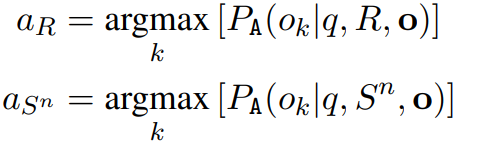 a_R = argmax_k [P_A(o_k|q, R, **o**)]
a_{S^n} = argmax_k [P_A(o_k|q, S^n, **o**)]